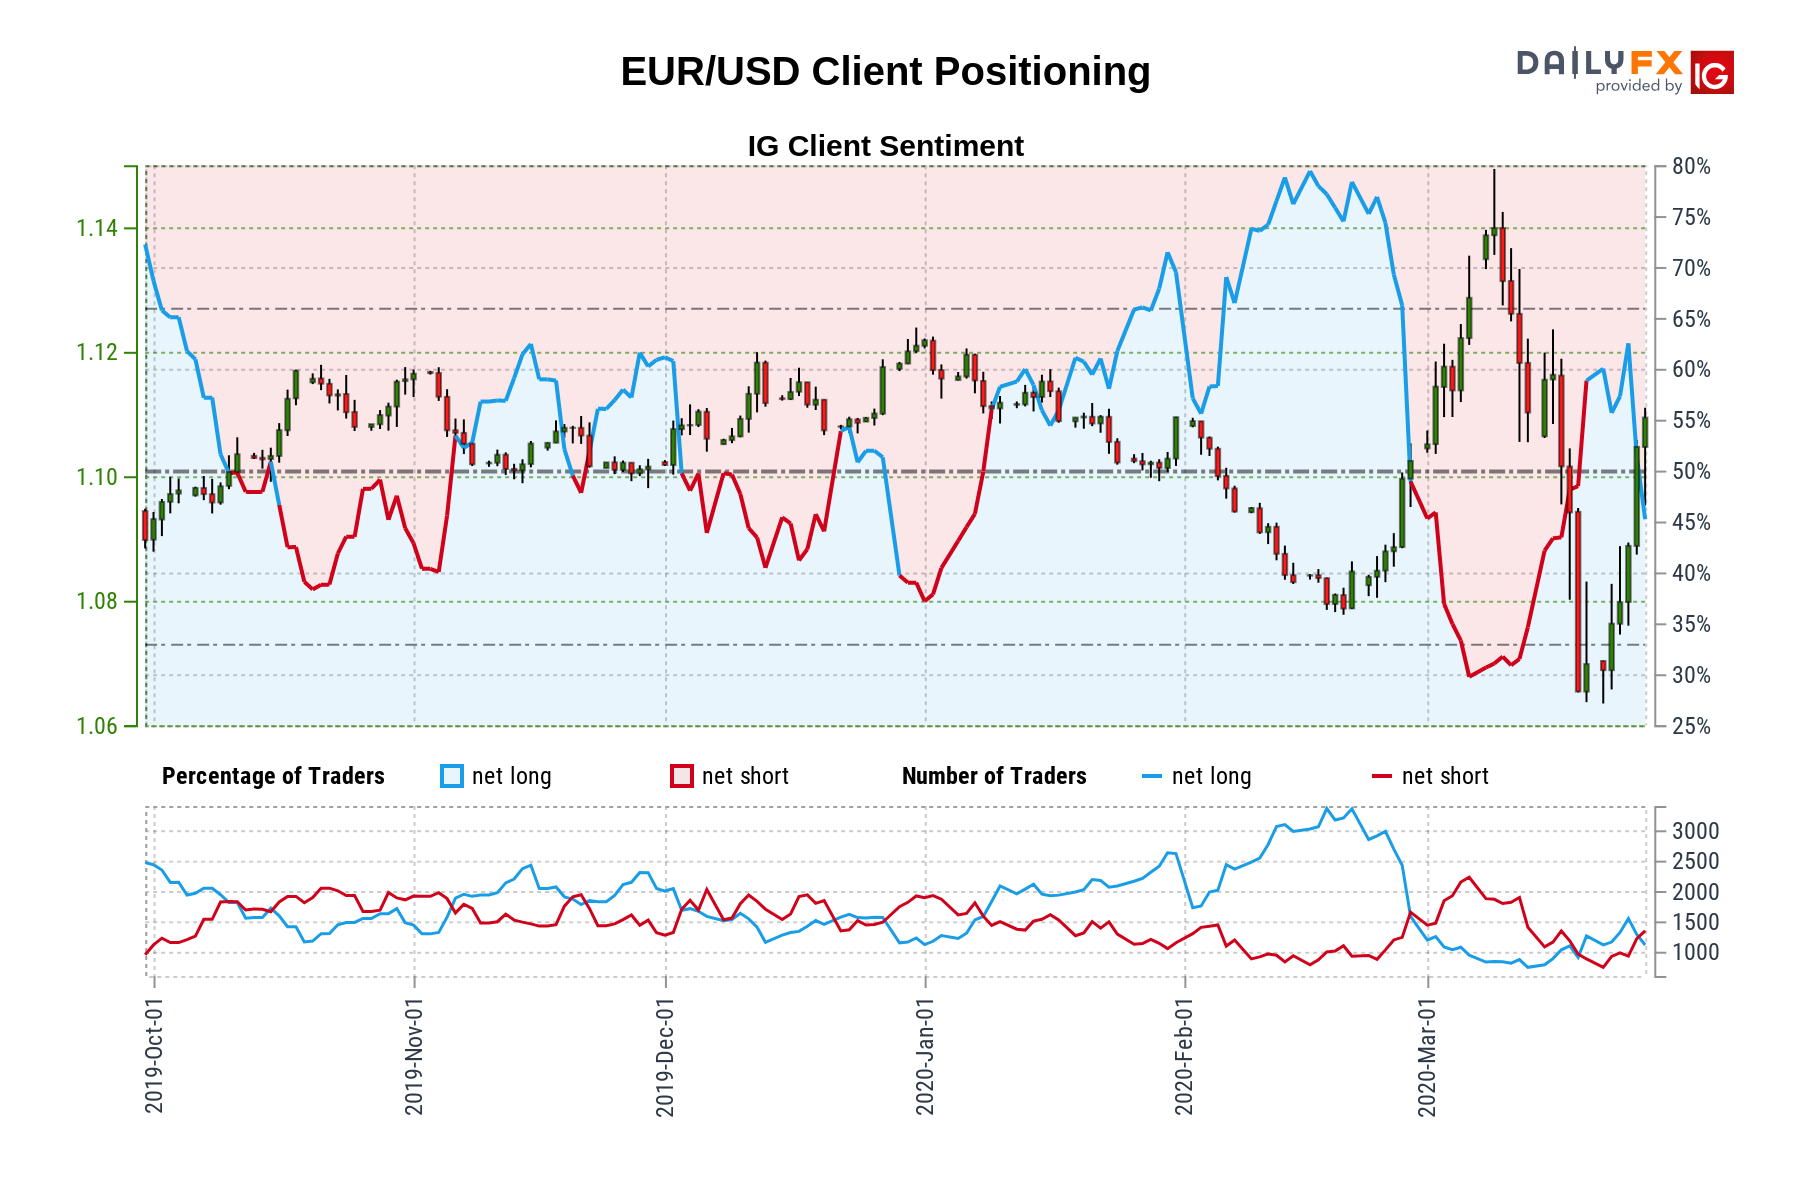 EUR/USD Client Positioning
DAILYFX
provided by IG
IG Client Sentiment
1.14
1.12
1.10
1.08
1.06
80%
75%
70%
65%
60%
55%
50%
45%
40%
35%
30%
25%
Percentage of Traders net long net short Number of Traders net long net short
3000
2500
2000
1500
1000
2019-Oct-01
2019-Nov-01
2019-Dec-01
2020-Jan-01
2020-Feb-01
2020-Mar-01